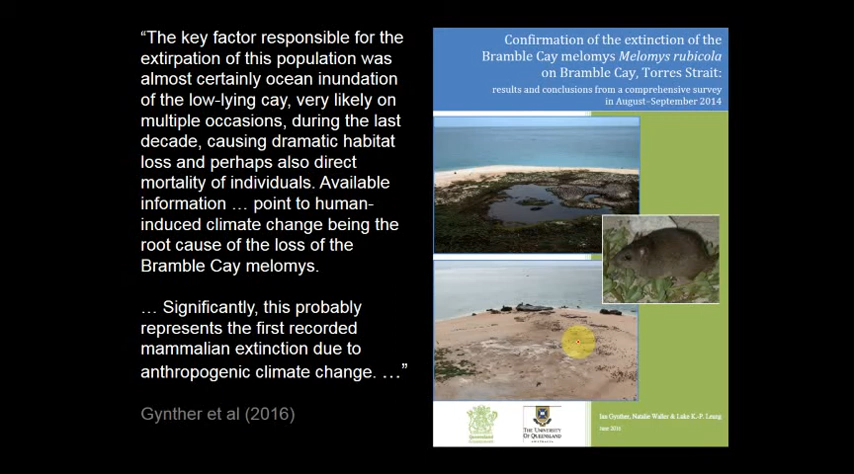 “The key factor responsible for the
extirpation of this population was
almost certainly ocean inundation
of the low-lying cay, very likely on
multiple occasions, during the last
decade, causing dramatic habitat
loss and perhaps also direct
mortality of individuals. Available
information … point to human-
induced climate change being the
root cause of the loss of the
Bramble Cay melomys.
… Significantly, this probably
represents the first recorded
mammalian extinction due to
anthropogenic climate change. …”
Gynther et al (2016)
Confirmation of the extinction of the
Bramble Cay melomys Melomys rubicola
on Bramble Cay, Torres Strait:
results and conclusions from a comprehensive survey
in August–September 2014
Queensland
Government
THE UNIVERSITY
OF QUEENSLAND
AUSTRALIA
Ian Gynther, Natalie Waller & Luke K.-P. Leung
June 2016